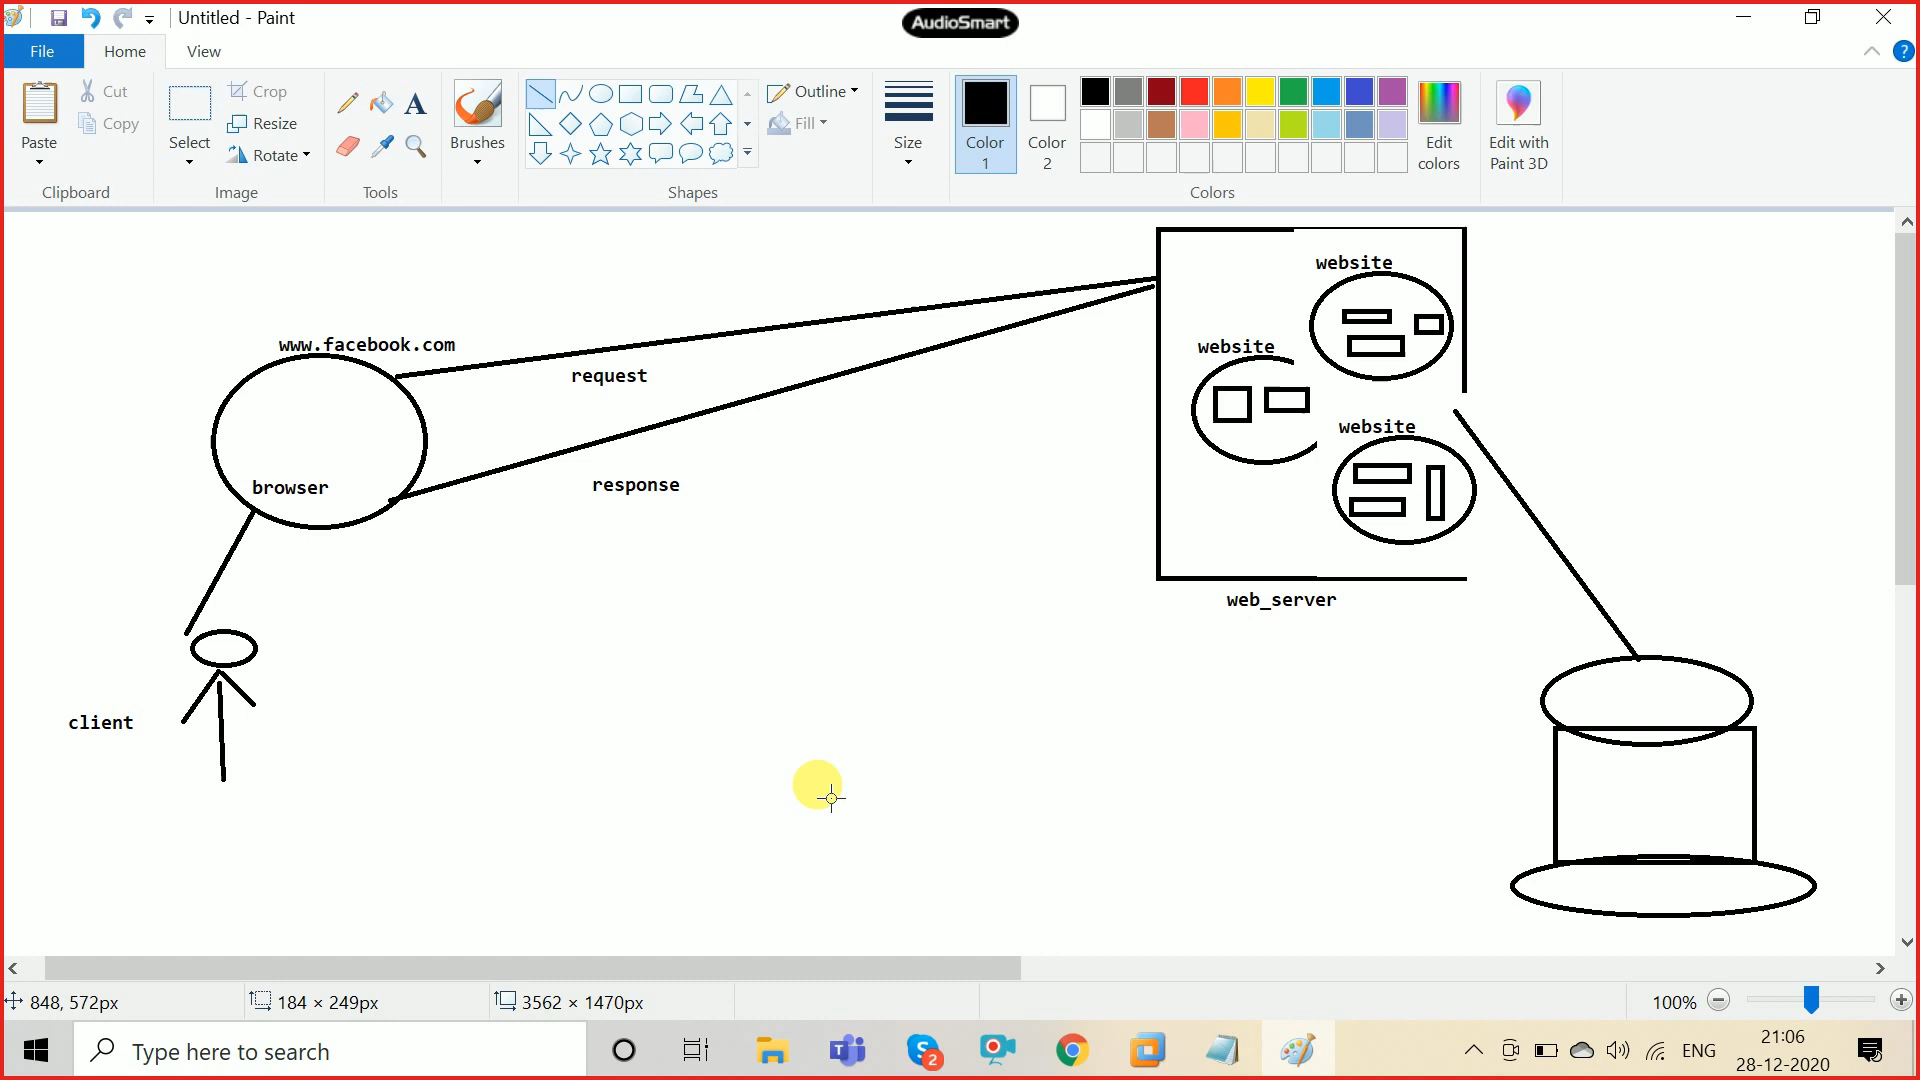 Untitled - Paint
AudioSmart
File
Home
View
Paste
Cut
Copy
Clipboard
Select
Crop
Resize
Rotate
Image
A
Tools
Brushes
Shapes
Outline
Fill
Size
Color
1
Color
2
Colors
Edit
colors
Edit with
Paint 3D
?
www.facebook.com
request
browser
response
client
website
website
website
web_server
848, 572px
184 × 249px
3562 × 1470px
100%
Type here to search
T
S
2
ENG
21:06
28-12-2020